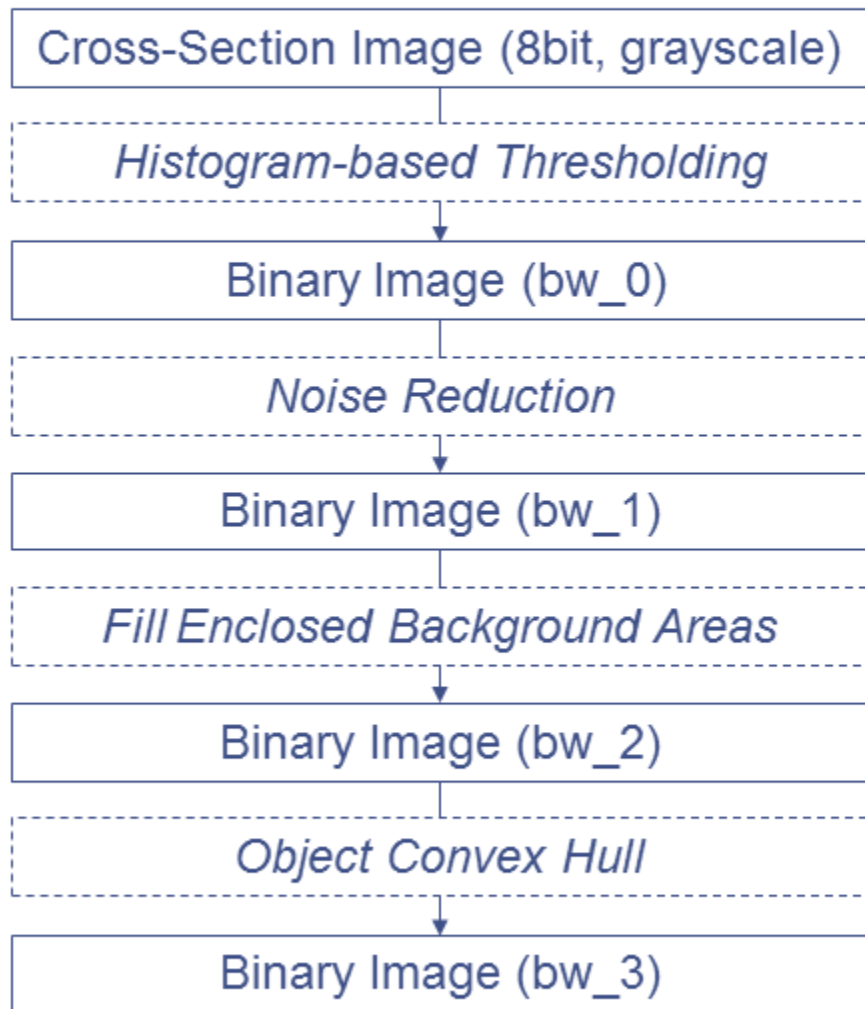 Cross-Section Image (8bit, grayscale)
Histogram-based Thresholding
Binary Image (bw_0)
Noise Reduction
Binary Image (bw_1)
Fill Enclosed Background Areas
Binary Image (bw_2)
Object Convex Hull
Binary Image (bw_3)